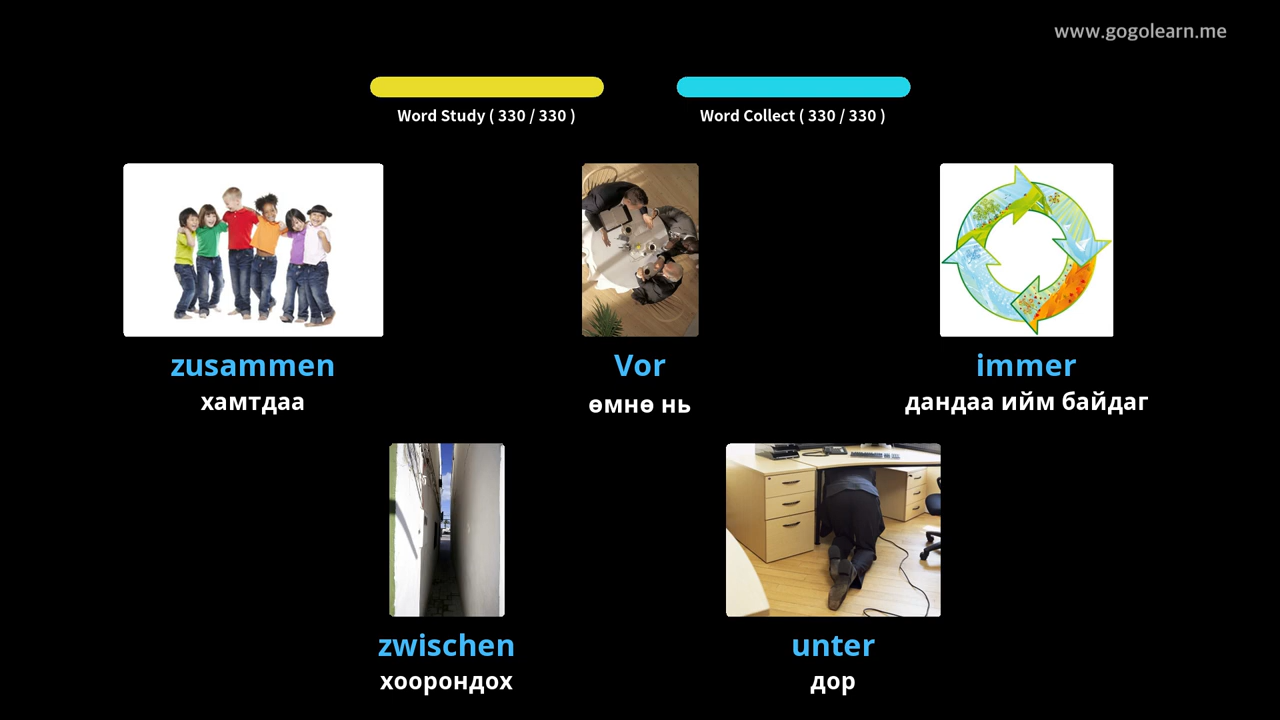 www.gogolearn.me
Word Study ( 330 / 330 )
Word Collect ( 330 / 330 )
zusammen
хамтдаа
Vor
өмнө нь
immer
дандаа ийм байдаг
zwischen
хоорондох
unter
дор